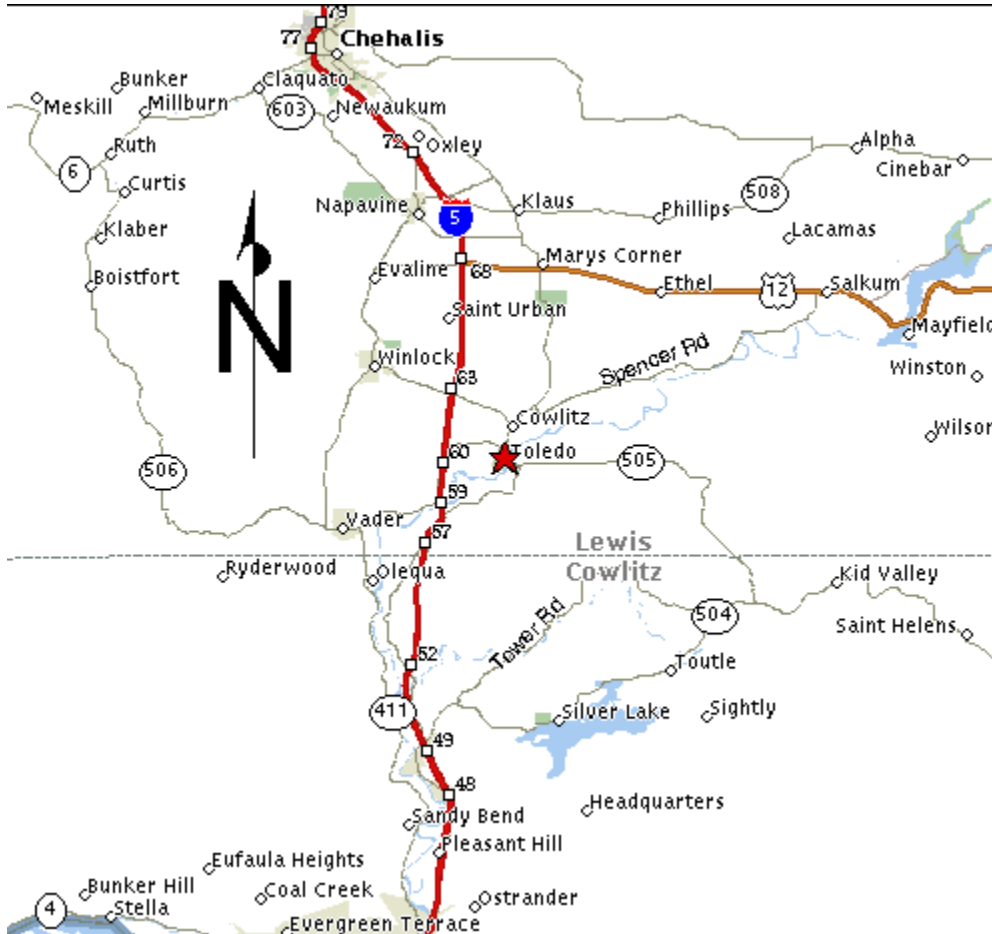 79
77
Chehalis
Bunker
Claquato
Meskill
Millburn
603
Newaukum
72
Oxley
Alpha
Ruth
Cinebar
6
Curtis
508
Napavine
Klaus
Phillips
5
Klaber
Lacamas
Marys Corner
Boistfort
Evaline
68
Ethel
12
Salkum
N
Saint Urban
Mayfield
Winlock
Spencer Rd
Winston
63
Cowlitz
Wilson
60
Toledo
505
506
59
Vader
57
Lewis
Cowlitz
Ryderwood
Olequa
Kid Valley
504
Tower Rd
Saint Helens
52
Toutle
411
Silver Lake
Sightly
49
48
Headquarters
Sandy Bend
Pleasant Hill
Eufaula Heights
Bunker Hill
Coal Creek
Ostrander
4
Stella
Evergreen Terrace